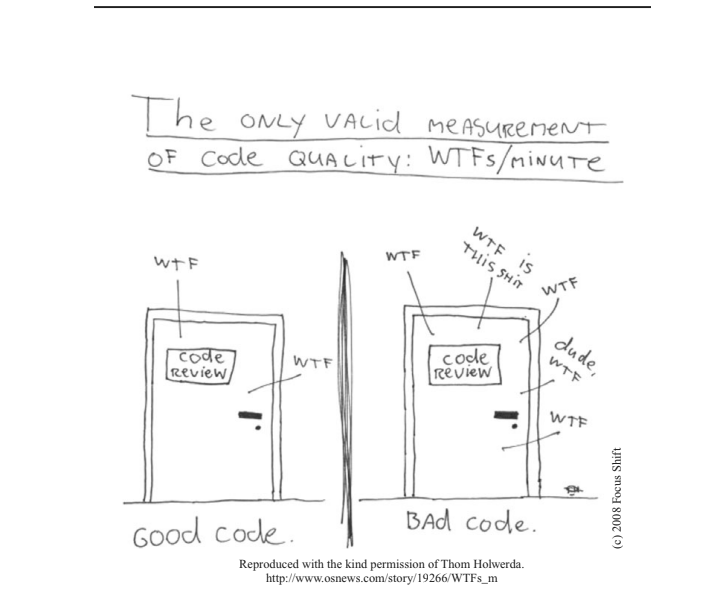 The ONLY VALID MEASUREMENT
OF Code QUALITY: WTFs/MINUTE
WTF
CODE
REVIEW
WTF
GOOD CODE.
WTF
WTF IS
THIS SHIT
WTF
dude,
WTF
CODE
REVIEW
WTF
BAd code.
(c) 2008 Focus Shift
Reproduced with the kind permission of Thom Holwerda.
http://www.osnews.com/story/19266/WTFs_m